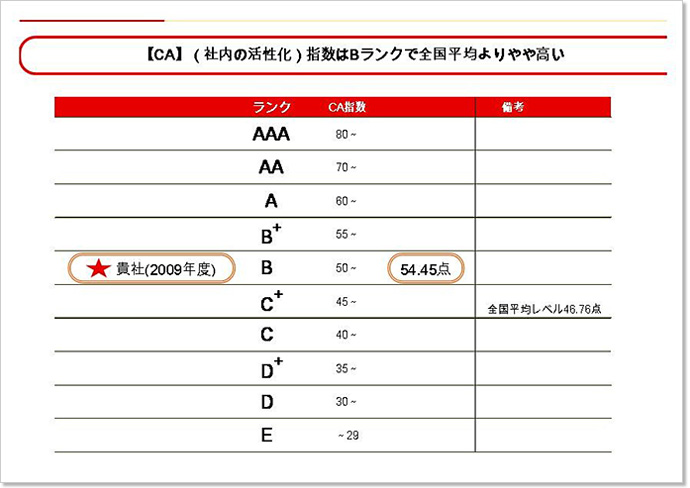 【CA】（社内の活性化）指数はBランクで全国平均よりやや高い
ランク CA指数 備考
AAA 80～
AA 70～
A 60～
B+ 55～
★ 貴社(2009年度) B 50～ 54.45点
C+ 45～ 全国平均レベル46.76点
C 40～
D+ 35～
D 30～
E ～29